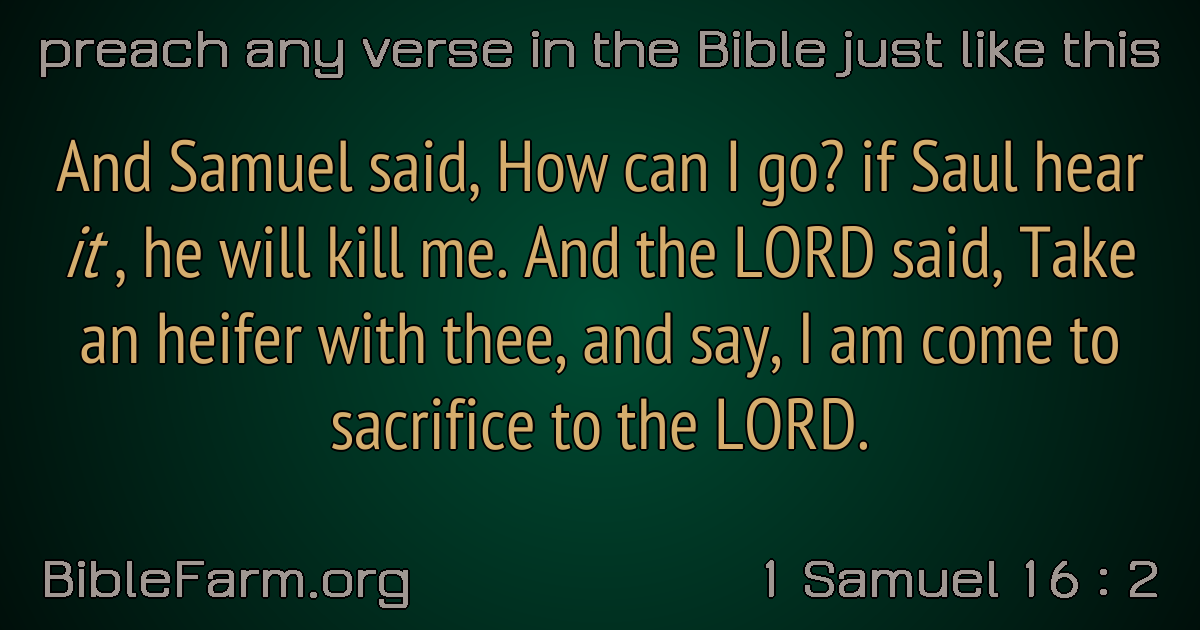 preach any verse in the Bible just like this
And Samuel said, How can I go? if Saul hear
it , he will kill me. And the LORD said, Take
an heifer with thee, and say, I am come to
sacrifice to the LORD.
BibleFarm.org
1 Samuel 16 : 2